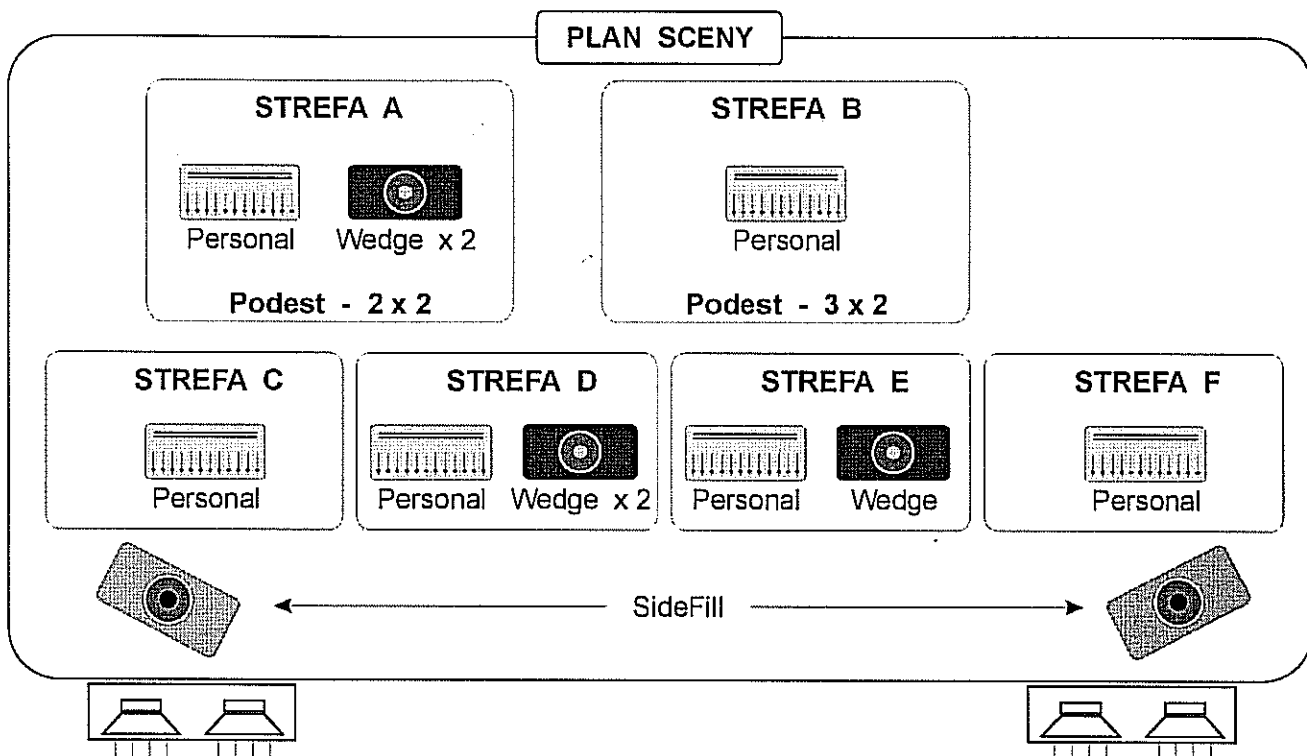 PLAN SCENY
STREFA A
Personal
Wedge x 2
Podest - 2 x 2
STREFA B
Personal
Podest - 3 x 2
STREFA C
Personal
STREFA D
Personal
Wedge x 2
STREFA E
Personal
Wedge
STREFA F
Personal
SideFill